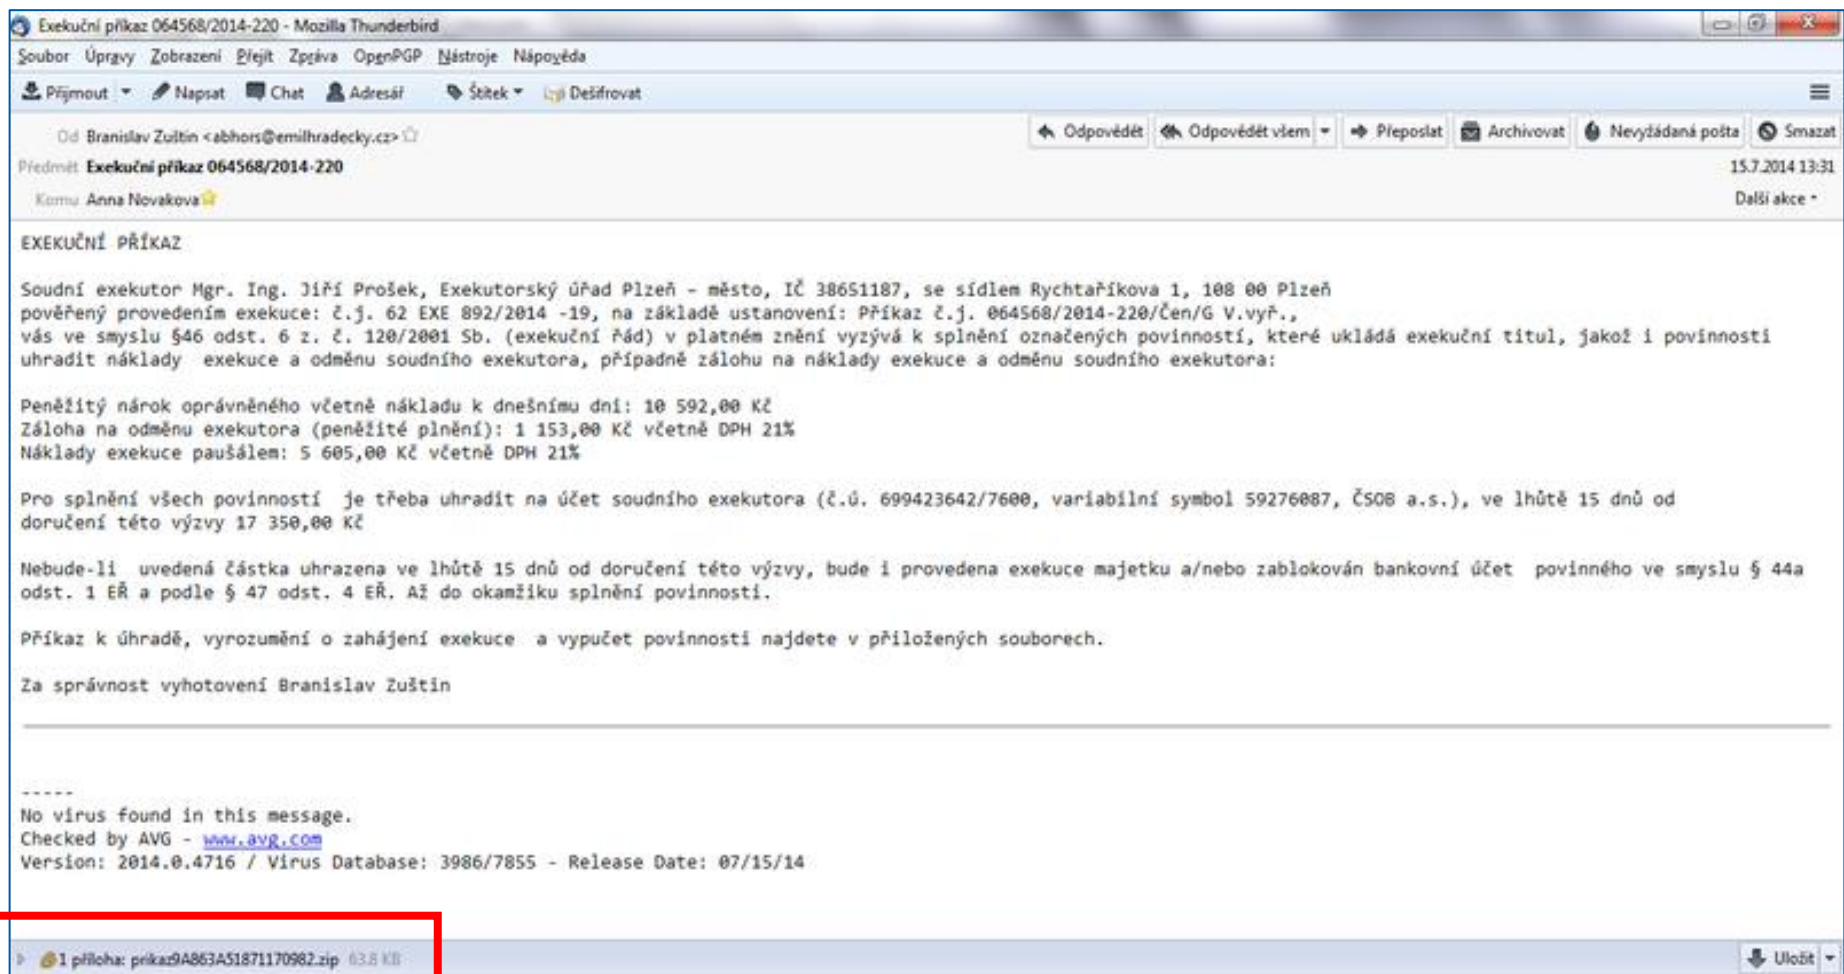 Exekuční příkaz 064568/2014-220 - Mozilla Thunderbird
Soubor Úpravy Zobrazení Přejít Zpráva OpenPGP Nástroje Nápověda
Přijmout Napsat Chat Adresář Štítek Dešifrovat
Od Branislav Zuštin <abhors@emilhradecky.cz> Odpovědět Odpovědět všem Přeposlat Archivovat Nevyžádaná pošta Smazat
Předmět Exekuční příkaz 064568/2014-220 15.7.2014 13:31
Komu Anna Novakova Další akce
EXEKUČNÍ PŘÍKAZ
Soudní exekutor Mgr. Ing. Jiří Prošek, Exekutorský úřad Plzeň - město, IČ 38651187, se sídlem Rychtaříkova 1, 108 00 Plzeň
pověřený provedením exekuce: č.j. 62 EXE 892/2014 -19, na základě ustanovení: Příkaz č.j. 064568/2014-220/Čen/G V.vyř.,
vás ve smyslu §46 odst. 6 z. č. 120/2001 Sb. (exekuční řád) v platném znění vyzývá k splnění označených povinností, které ukládá exekuční titul, jakož i povinnosti
uhradit náklady exekuce a odměnu soudního exekutora, případně zálohu na náklady exekuce a odměnu soudního exekutora:
Peněžitý nárok oprávněného včetně nákladu k dnešnímu dni: 10 592,00 Kč
Záloha na odměnu exekutora (peněžité plnění): 1 153,00 Kč včetně DPH 21%
Náklady exekuce paušálem: 5 605,00 Kč včetně DPH 21%
Pro splnění všech povinností je třeba uhradit na účet soudního exekutora (č.ú. 699423642/7600, variabilní symbol 59276087, ČSOB a.s.), ve lhůtě 15 dnů od
doručení této výzvy 17 350,00 Kč
Nebude-li uvedená částka uhrazena ve lhůtě 15 dnů od doručení této výzvy, bude i provedena exekuce majetku a/nebo zablokován bankovní účet povinného ve smyslu § 44a
odst. 1 EŘ a podle § 47 odst. 4 EŘ. Až do okamžiku splnění povinnosti.
Příkaz k úhradě, vyrozumění o zahájení exekuce a vypučet povinnosti najdete v přiložených souborech.
Za správnost vyhotovení Branislav Zuštin
-----
No virus found in this message.
Checked by AVG - www.avg.com
Version: 2014.0.4716 / Virus Database: 3986/7855 - Release Date: 07/15/14
1 příloha: prikaz9A863A51871170982.zip 63.8 KB Uložit